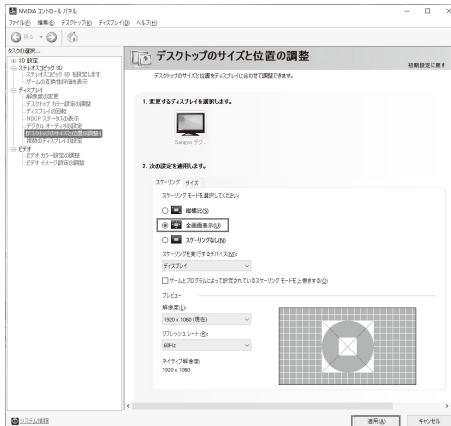 NVIDIA コントロール パネル
ファイル(F) 編集(E) デスクトップ(K) ディスプレイ(D) ヘルプ(H)
戻る
タスクの選択...
3D 設定
ステレオスコピック 3D
ステレオスコピック 3D を設定します
ゲームの互換性評価を表示
ディスプレイ
解像度の変更
デスクトップ カラー設定の調整
ディスプレイの回転
HDCP ステータスの表示
デジタル オーディオの設定
デスクトップのサイズと位置の調整
複数のディスプレイの設定
ビデオ
ビデオ カラー設定の調整
ビデオ イメージ設定の調整
システム情報
デスクトップのサイズと位置の調整
初期設定に戻す
デスクトップのサイズと位置をディスプレイに合わせて調整できます。
1. 変更するディスプレイを選択します。
Sangyo デジ...
2. 次の設定を適用します。
スケーリング サイズ
スケーリング モードを選択してください:
縦横比(S)
全画面表示(U)
スケーリングなし(N)
スケーリングを実行するデバイス(M):
ディスプレイ
ゲームとプログラムによって設定されているスケーリング モードを上書きする(O)
プレビュー
解像度(L):
1920 x 1080 (現在)
リフレッシュ レート(R):
60Hz
ネイティブ解像度:
1920 x 1080
適用(A) キャンセル